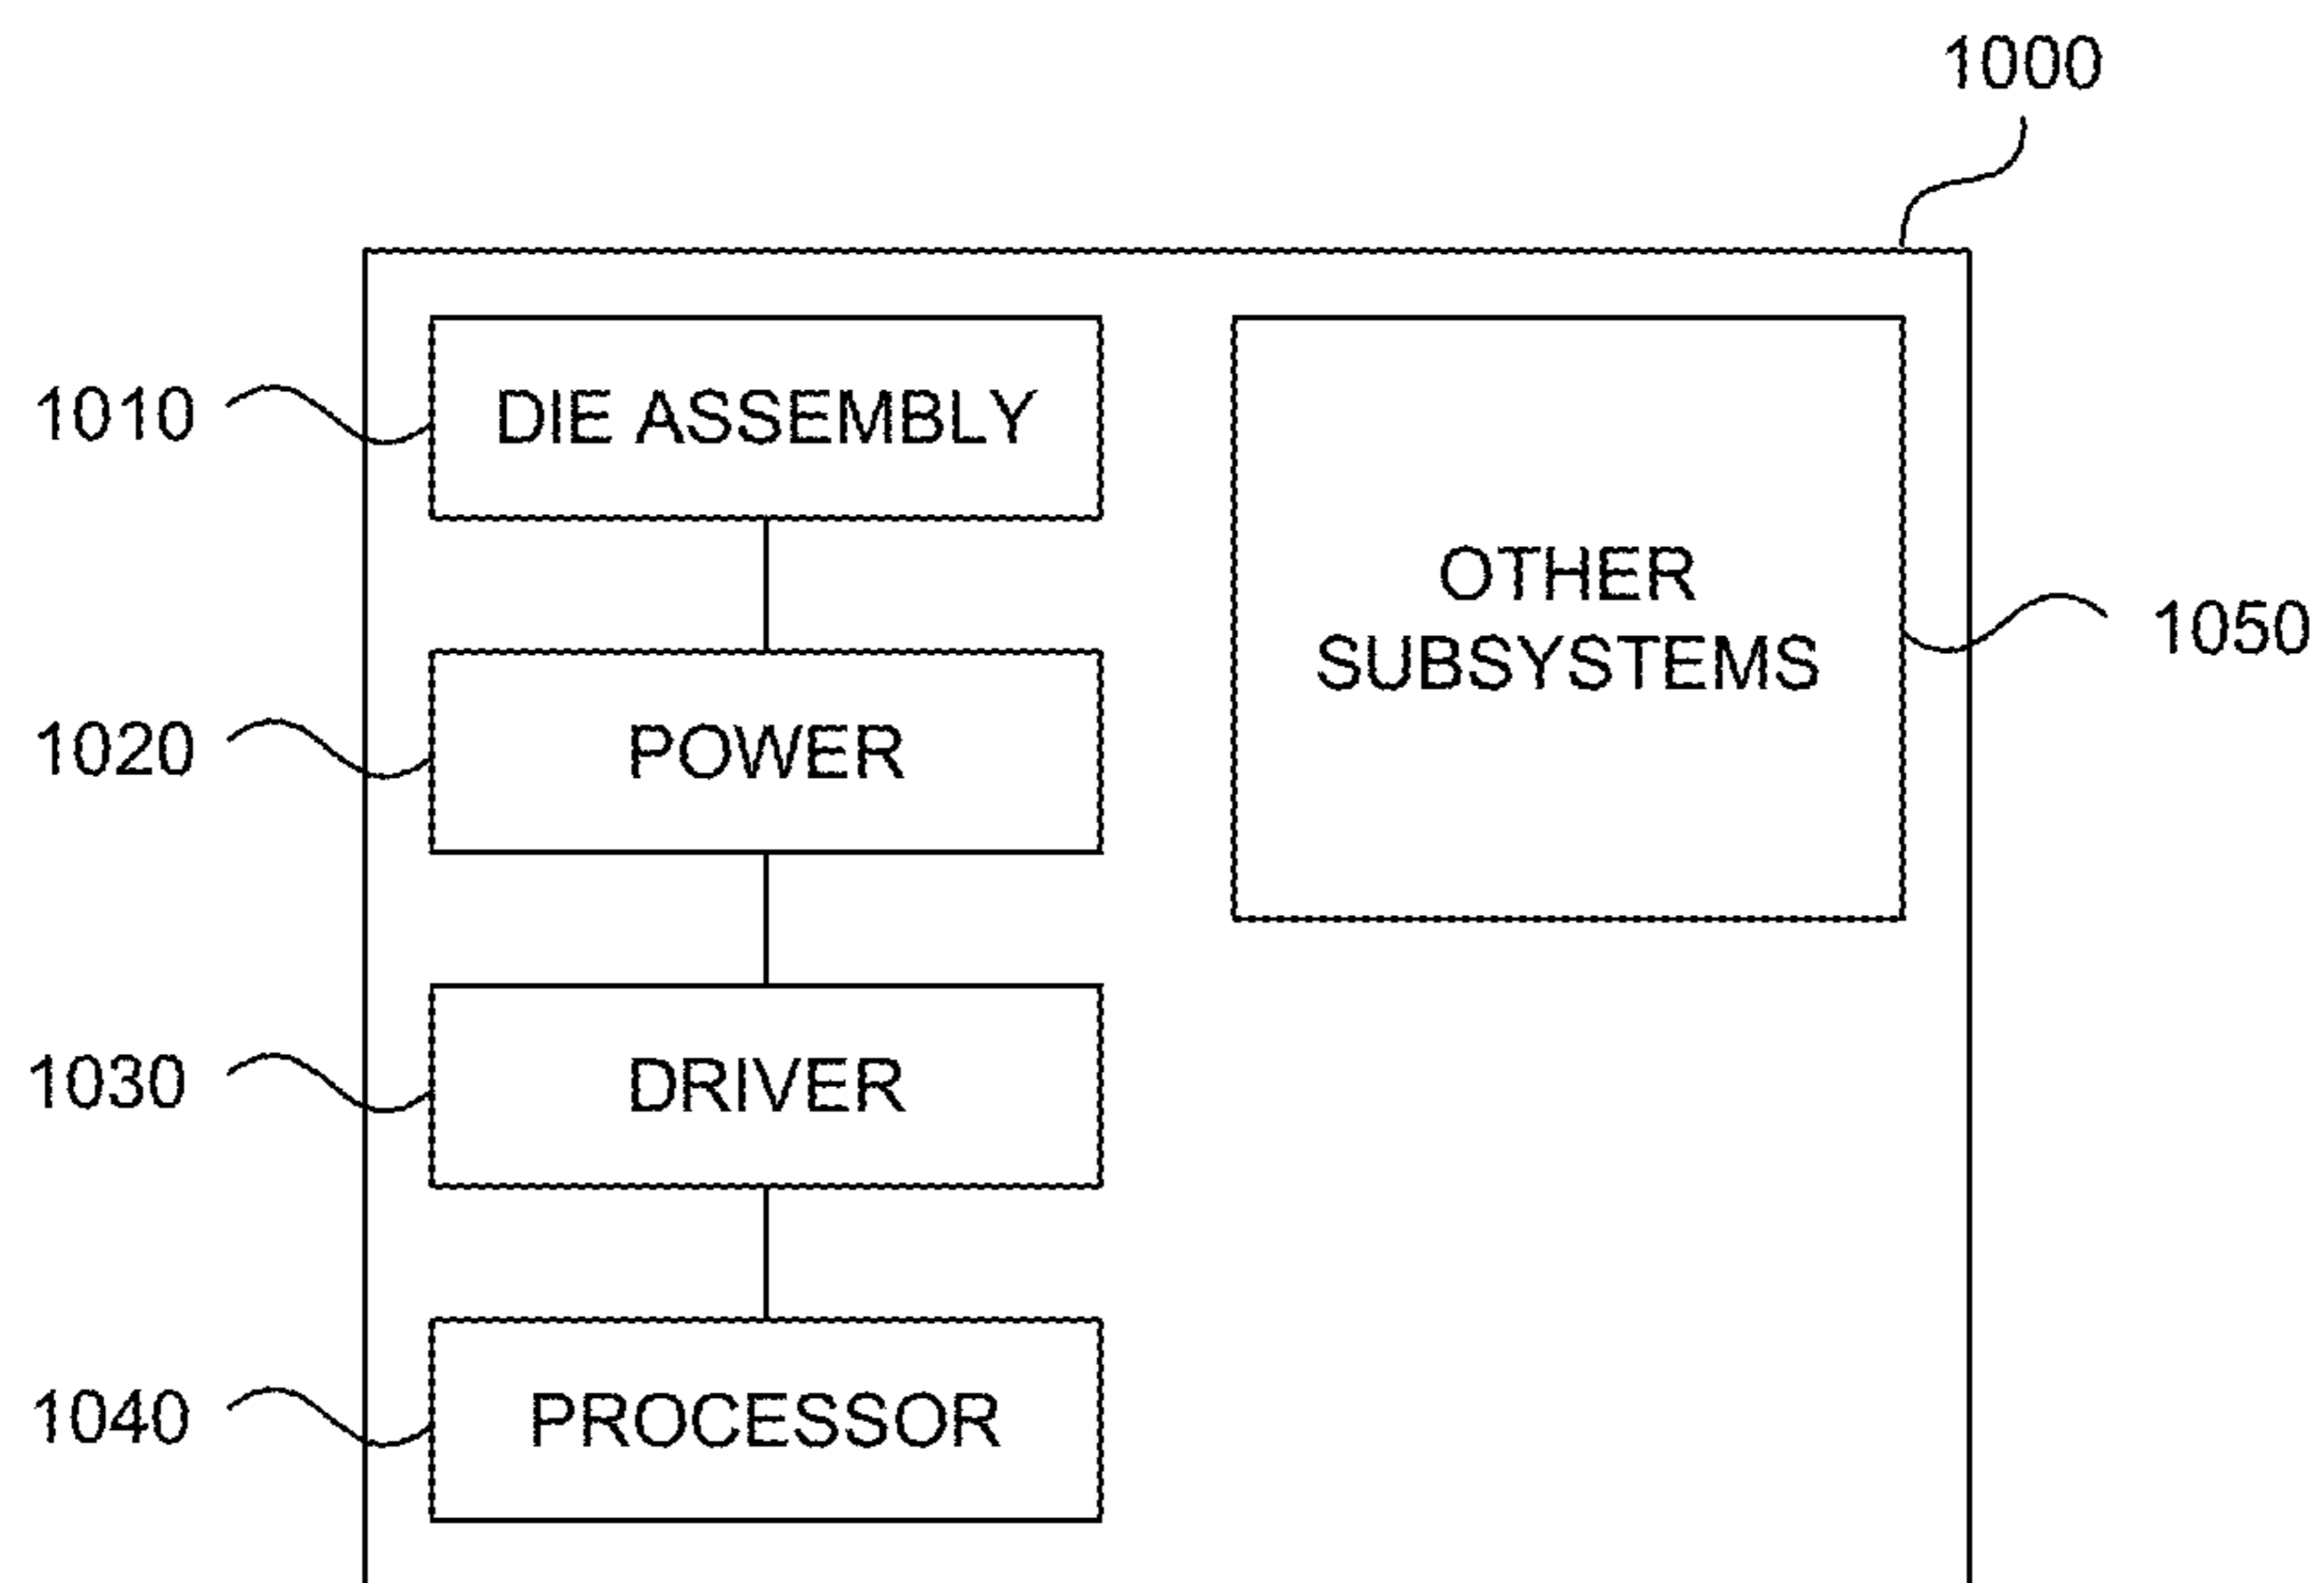 1000
1010
DIE ASSEMBLY
OTHER
SUBSYSTEMS
1050
1020
POWER
1030
DRIVER
1040
PROCESSOR